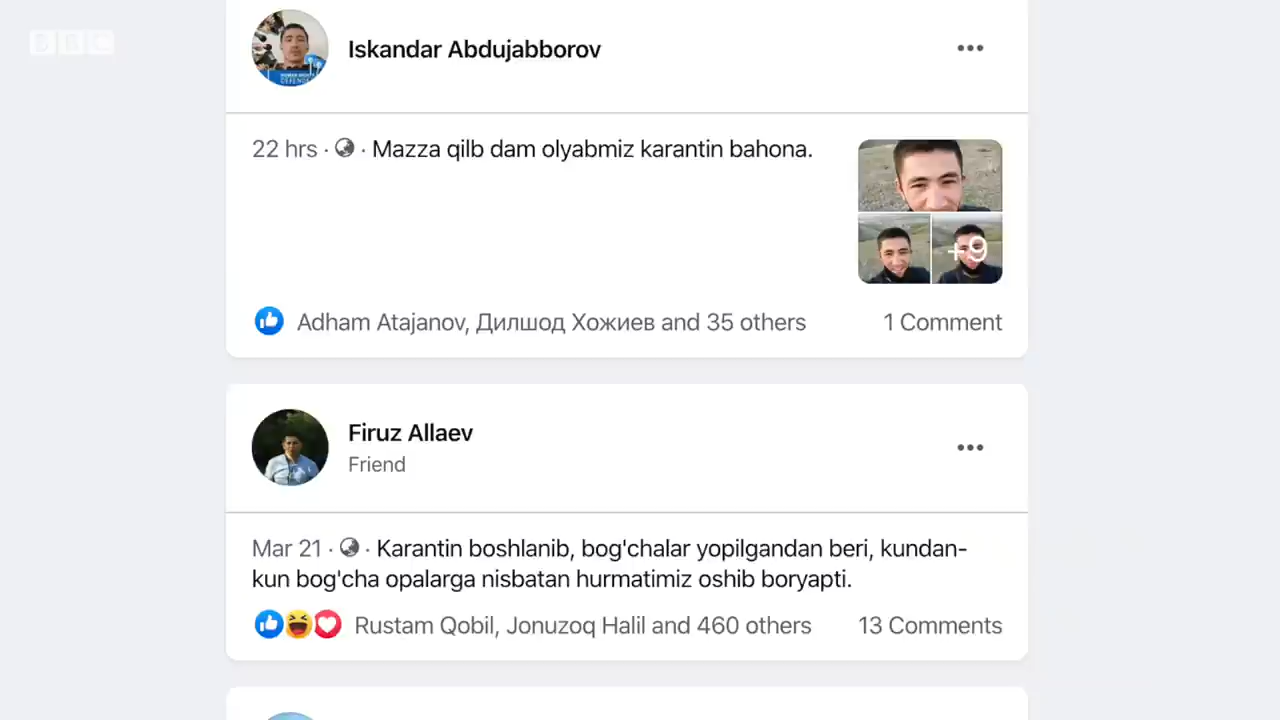 BBC
Iskandar Abdujabborov
22 hrs · Mazza qilb dam olyabmiz karantin bahona.
+9
Adham Atajanov, Дилшод Хожиев and 35 others
1 Comment
Firuz Allaev
Friend
Mar 21 · Karantin boshlanib, bog'chalar yopilgandan beri, kundan-
kun bog'cha opalarga nisbatan hurmatimiz oshib boryapti.
Rustam Qobil, Jonuzoq Halil and 460 others
13 Comments